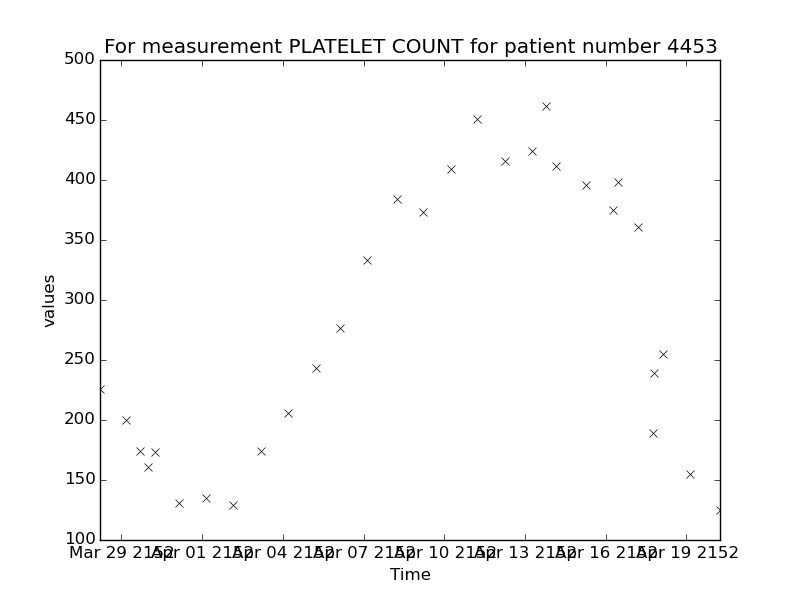 For measurement PLATELET COUNT for patient number 4453
500
450
400
350
300
250
200
150
100
values
Mar 29 2152 Apr 01 2152 Apr 04 2152 Apr 07 2152 Apr 10 2152 Apr 13 2152 Apr 16 2152 Apr 19 2152
Time